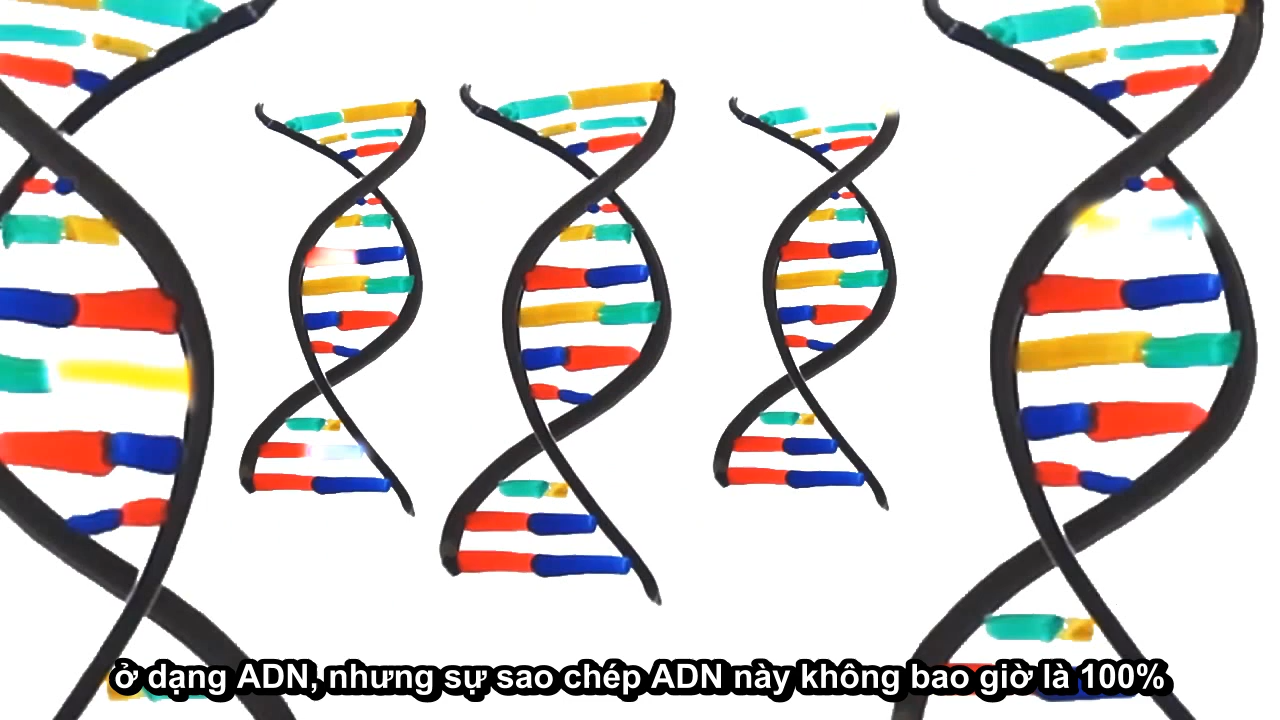 ở dạng ADN, nhưng sự sao chép ADN này không bao giờ là 100%